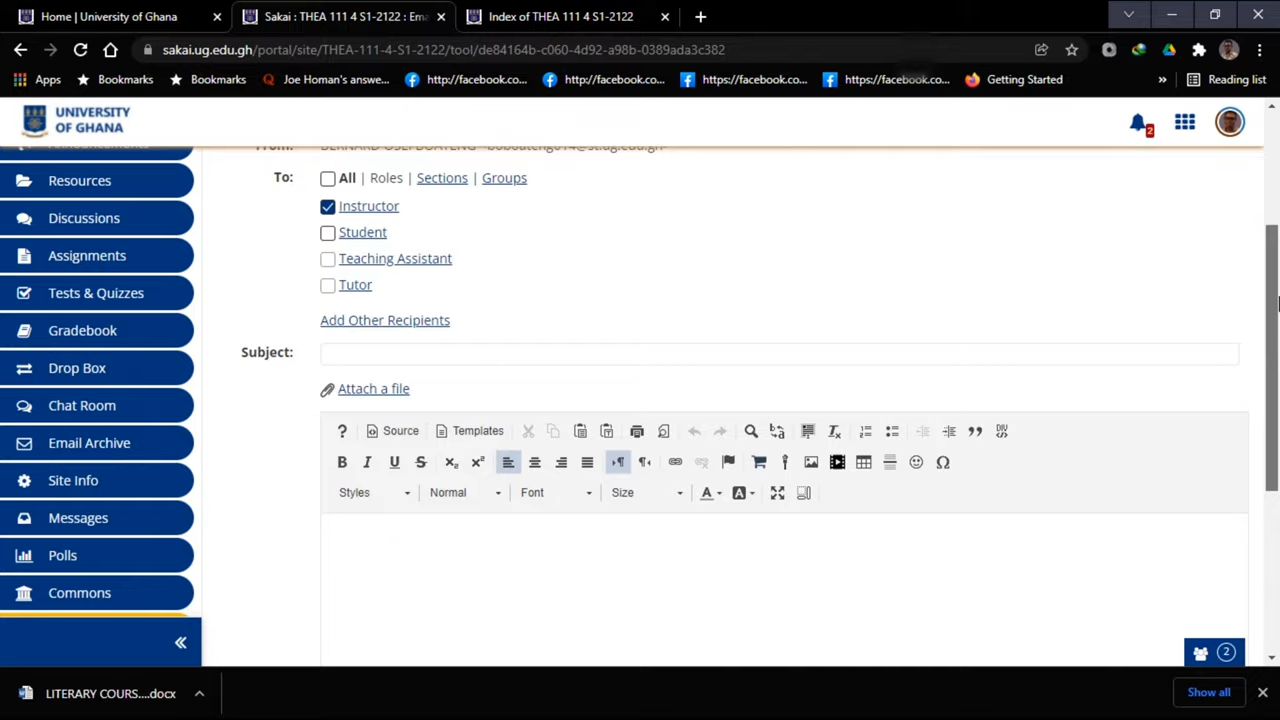 Home | University of Ghana
Sakai : THEA 111 4 S1-2122 : Ema
Index of THEA 111 4 S1-2122
sakai.ug.edu.gh/portal/site/THEA-111-4-S1-2122/tool/de84164b-c060-4d92-a98b-0389ada3c382
Apps
Bookmarks
Bookmarks
Joe Homan's answe...
http://facebook.co...
http://facebook.co...
https://facebook.co...
https://facebook.co...
Getting Started
»
Reading list
UNIVERSITY
OF GHANA
2
Announcements
Resources
Discussions
Assignments
Tests & Quizzes
Gradebook
Drop Box
Chat Room
Email Archive
Site Info
Messages
Polls
Commons
From:
To:
All | Roles | Sections | Groups
Instructor
Student
Teaching Assistant
Tutor
Add Other Recipients
Subject:
Attach a file
? Source Templates
B I U S x₂ x² Ω
Styles Normal Font Size A A
2
LITERARY COURS....docx
Show all